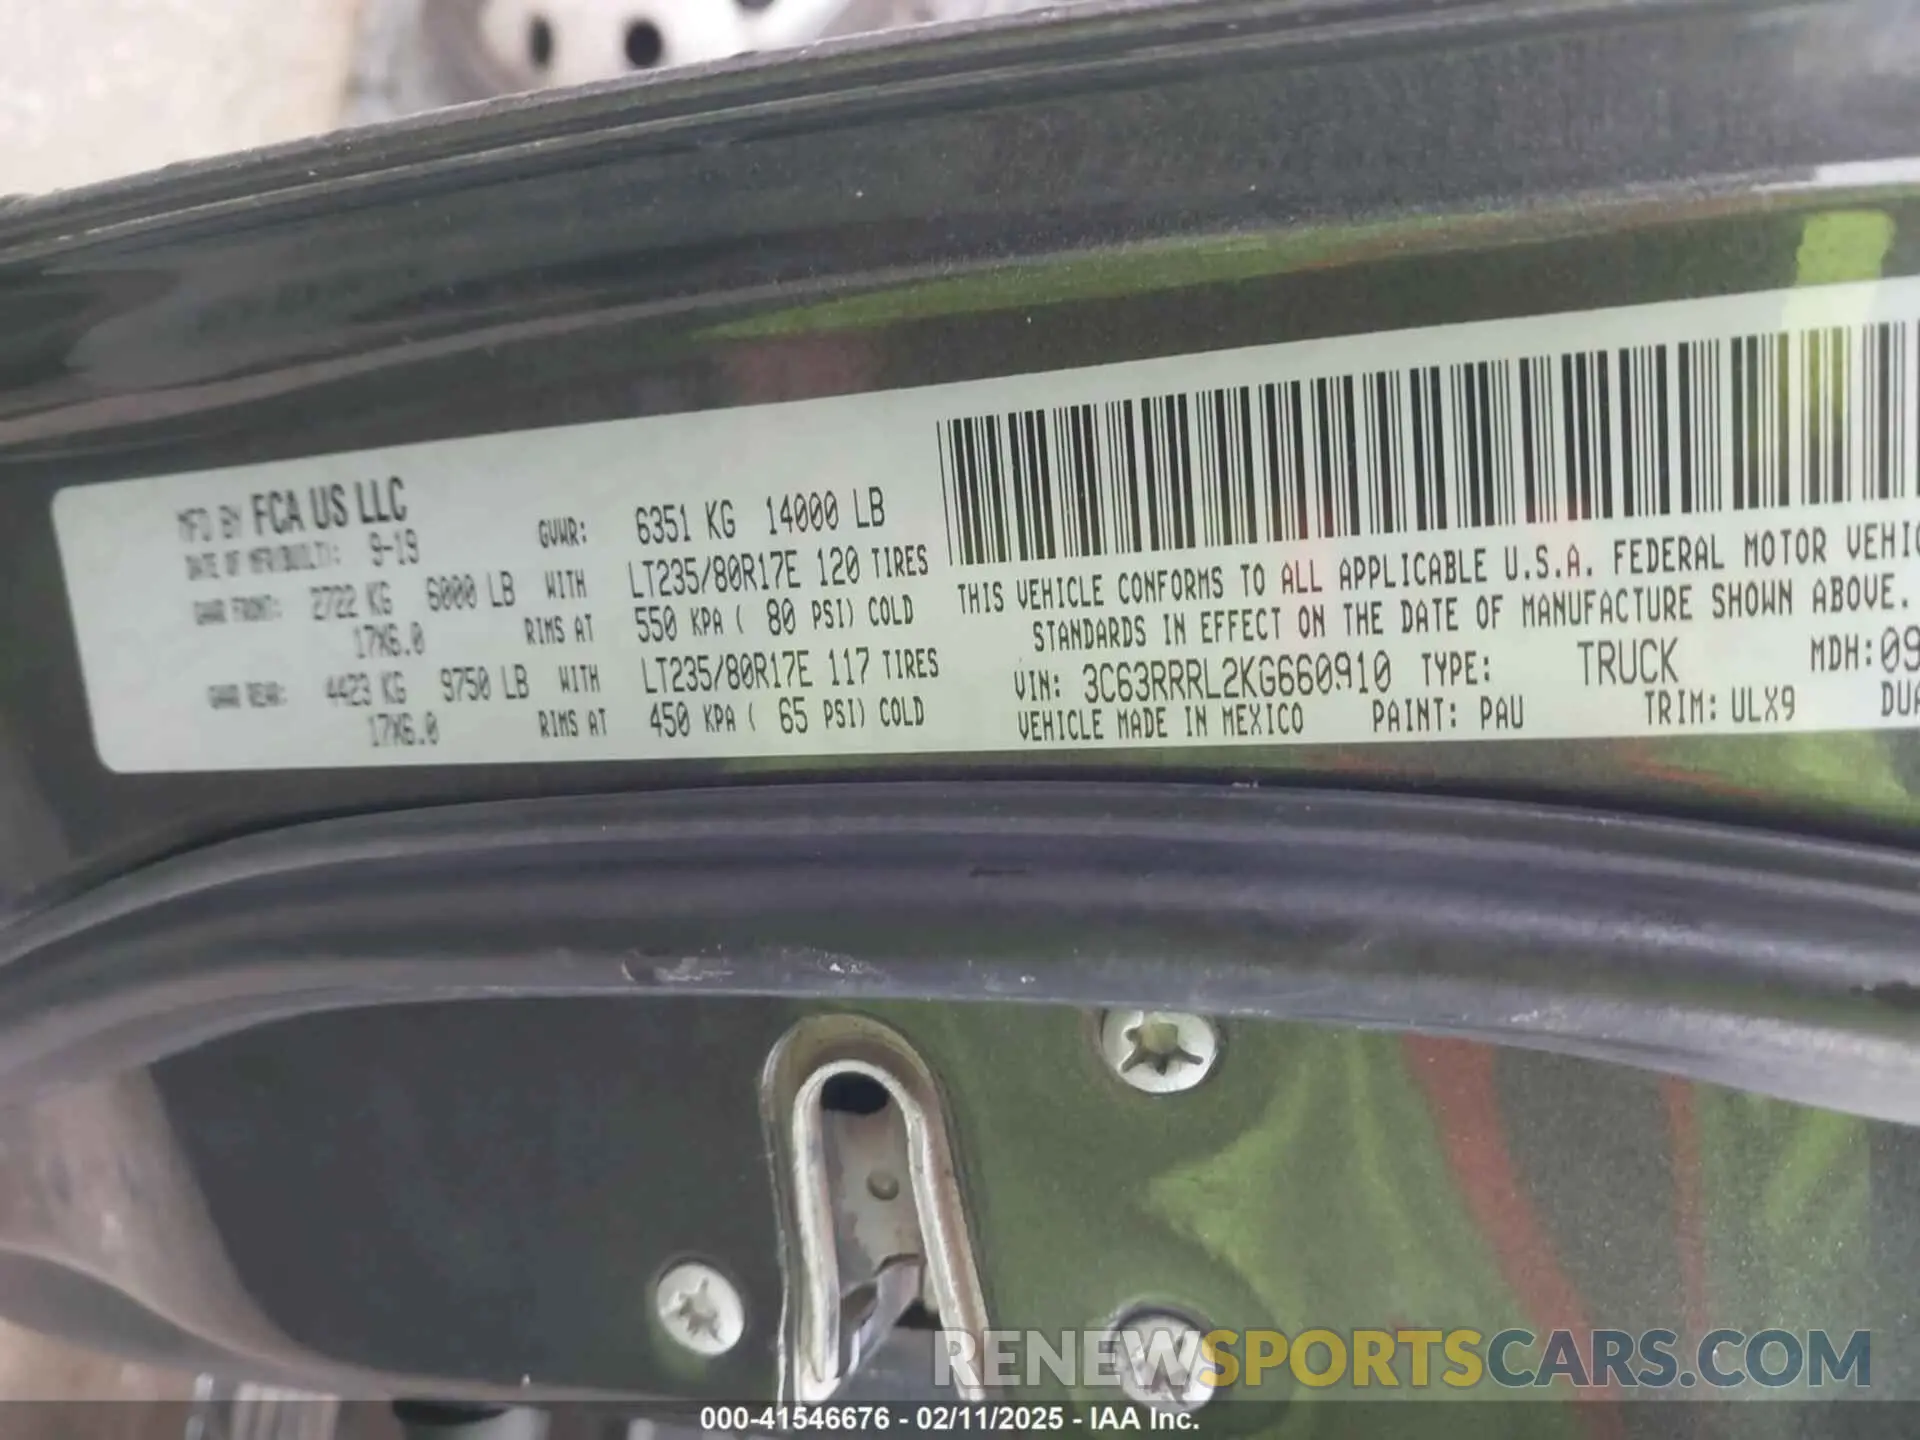 MFD BY FCA US LLC
DATE OF MFR(BUILT): 9-19
GVWR: 6351 KG 14000 LB
GAWR FRONT: 2722 KG 6000 LB WITH LT235/80R17E 120 TIRES
17X6.0 RIMS AT 550 KPA ( 80 PSI) COLD
GAWR REAR: 4423 KG 9750 LB WITH LT235/80R17E 117 TIRES
17X6.0 RIMS AT 450 KPA ( 65 PSI) COLD
THIS VEHICLE CONFORMS TO ALL APPLICABLE U.S.A. FEDERAL MOTOR VEHIC
STANDARDS IN EFFECT ON THE DATE OF MANUFACTURE SHOWN ABOVE.
VIN: 3C63RRRL2KG660910 TYPE: TRUCK MDH:09
VEHICLE MADE IN MEXICO PAINT: PAU TRIM: ULX9 DUA
RENEWSPORTSCARS.COM
000-41546676 - 02/11/2025 - IAA Inc.